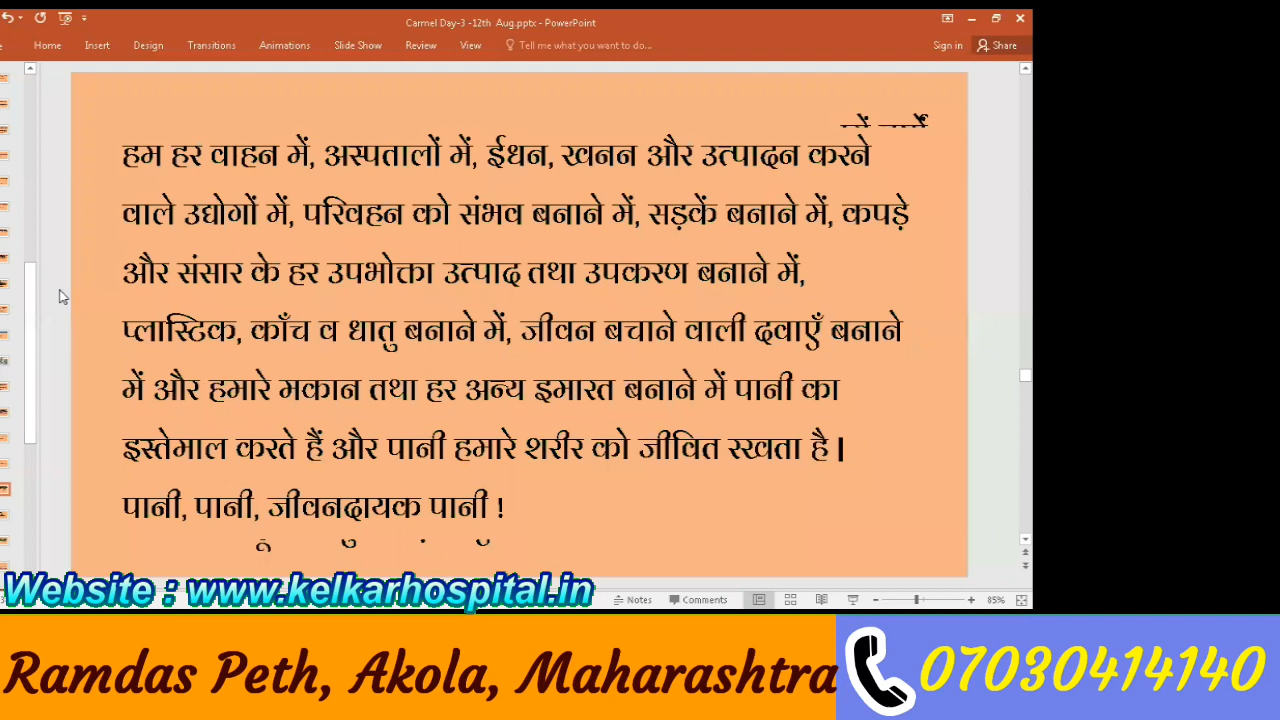 Carmel Day-3 -12th Aug.pptx - PowerPoint
Home Insert Design Transitions Animations Slide Show Review View Tell me what you want to do... Sign in Share
हम हर वाहन में, अस्पतालों में, ईधन, खनन और उत्पादन करने
वाले उद्योगों में, परिवहन को संभव बनाने में, सड़कें बनाने में, कपड़े
और संसार के हर उपभोक्ता उत्पाद तथा उपकरण बनाने में,
प्लास्टिक, काँच व धातु बनाने में, जीवन बचाने वाली दवाएँ बनाने
में और हमारे मकान तथा हर अन्य इमारत बनाने में पानी का
इस्तेमाल करते हैं और पानी हमारे शरीर को जीवित रखता है |
पानी, पानी, जीवनदायक पानी !
Notes Comments 85%
Website : www.kelkarhospital.in
Ramdas Peth, Akola, Maharashtra
07030414140